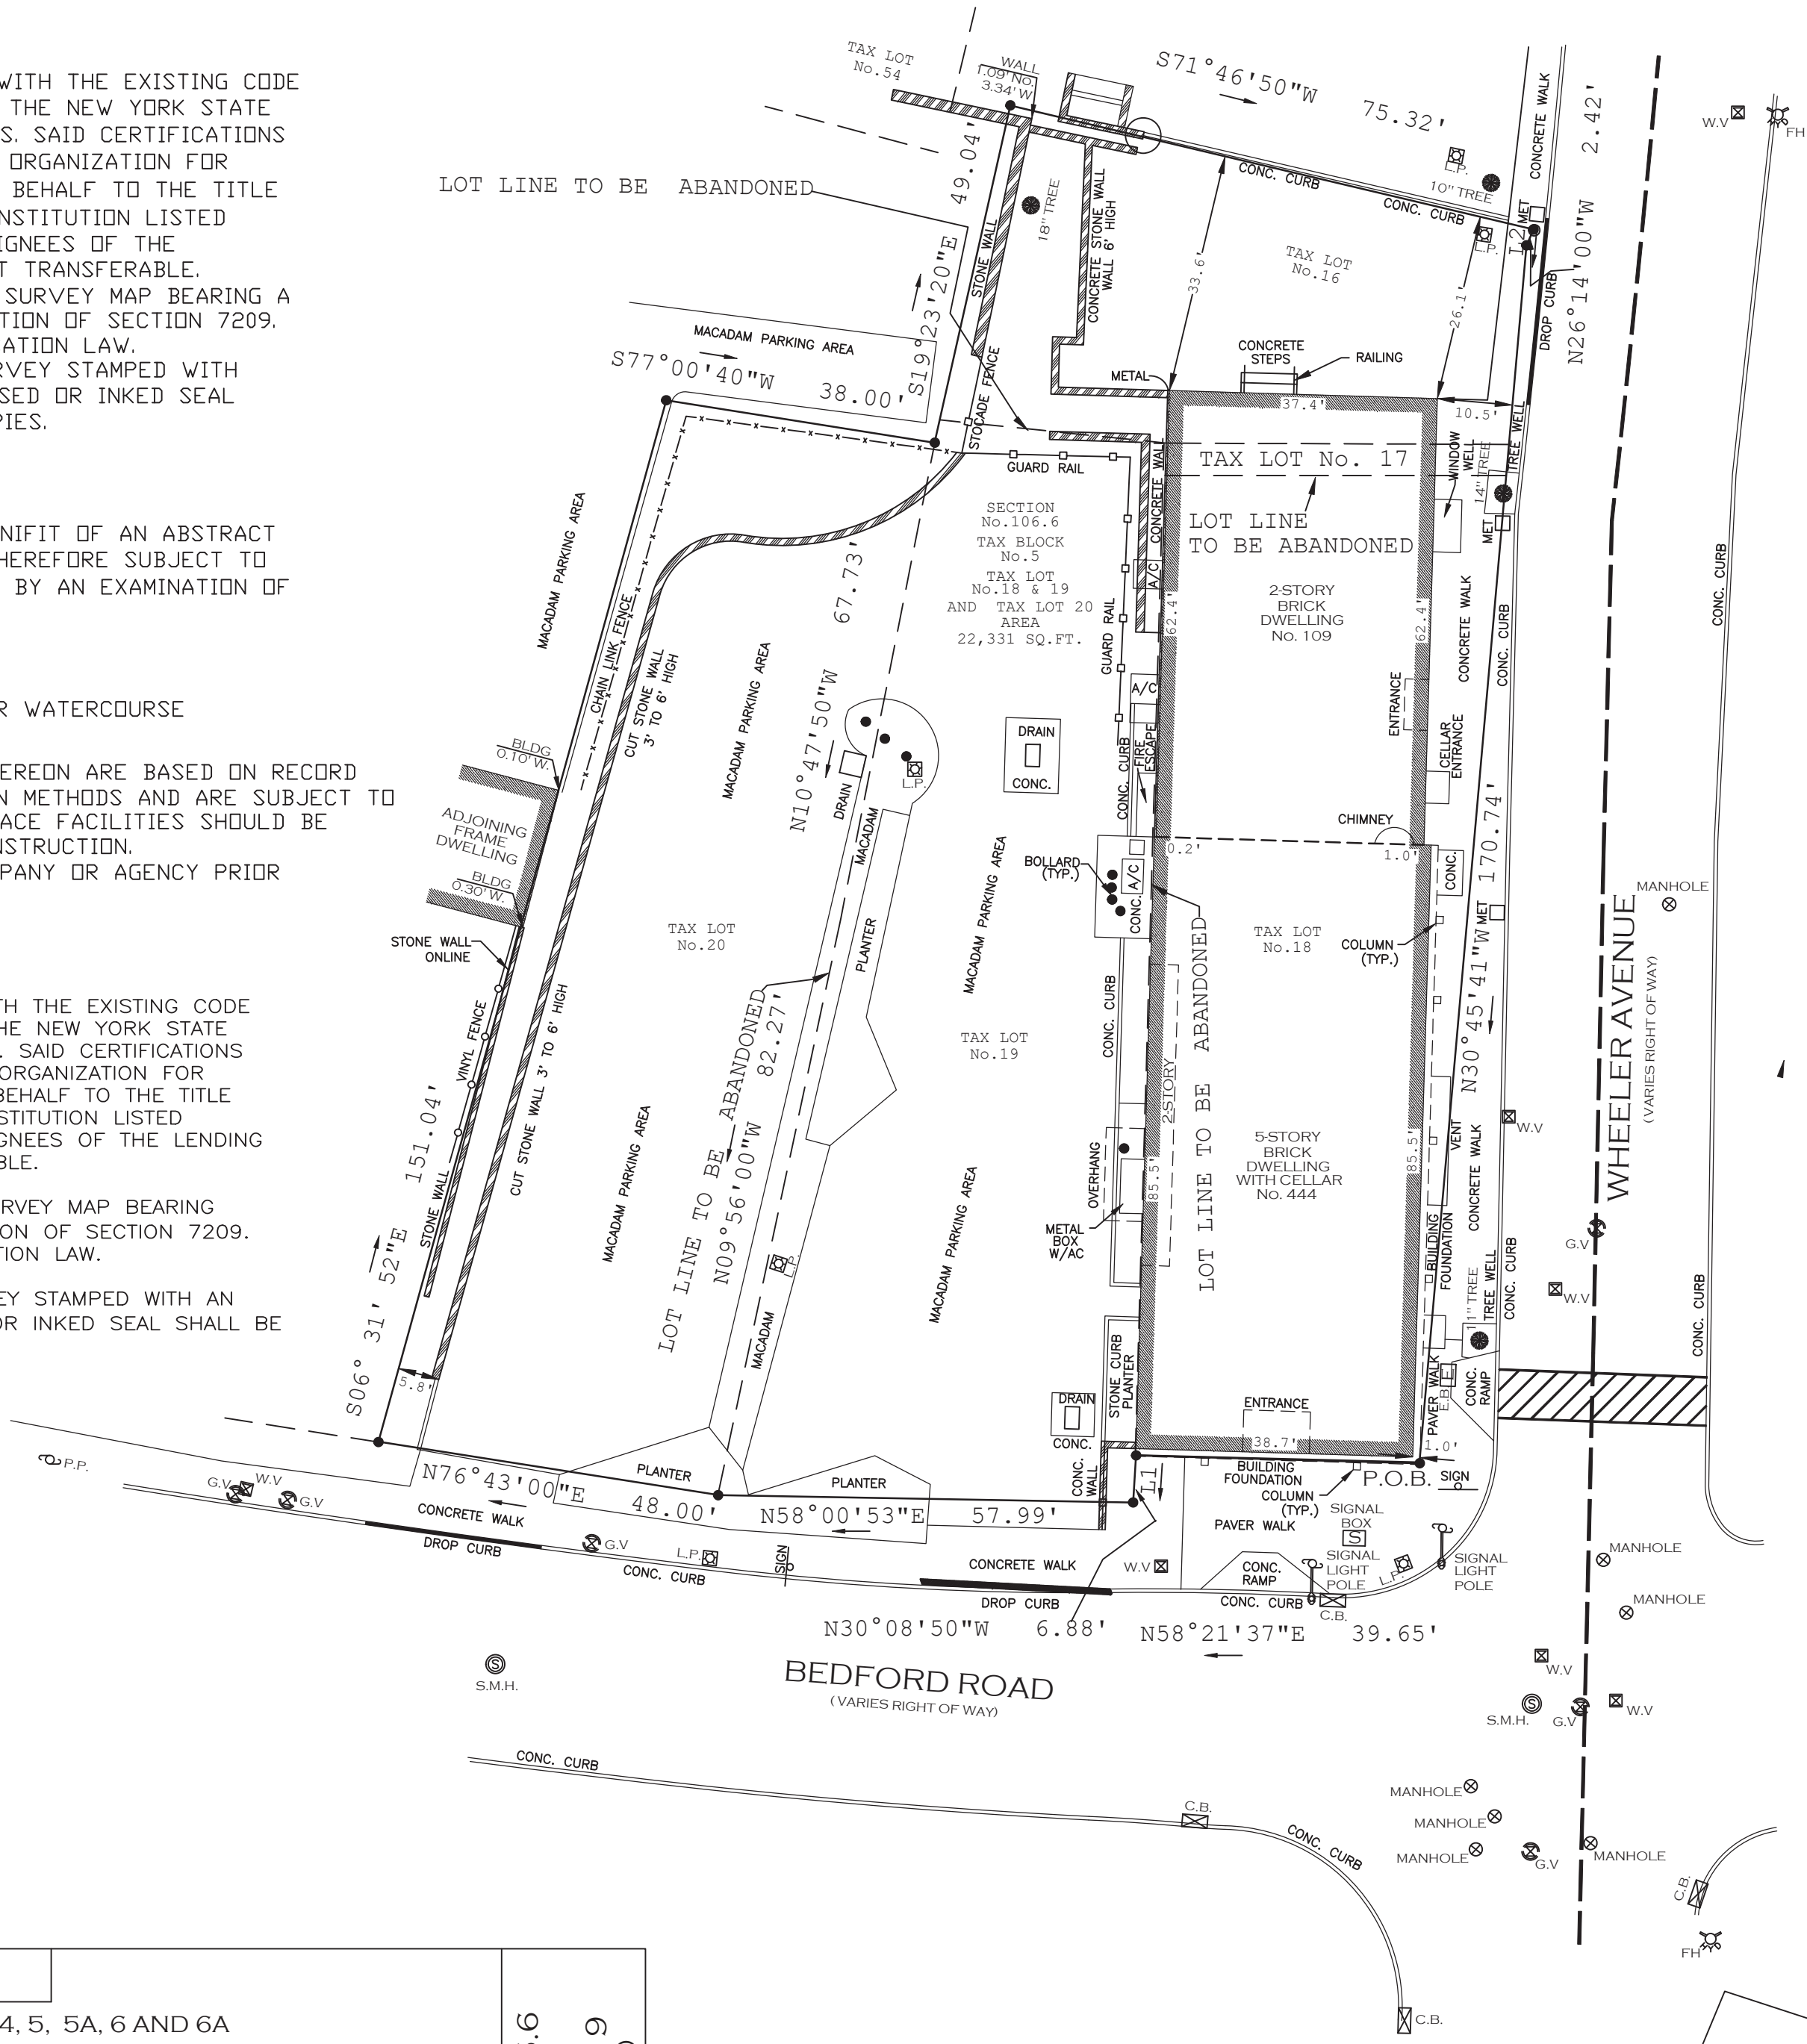 WITH THE EXISTING CODE
THE NEW YORK STATE
S. SAID CERTIFICATIONS
ORGANIZATION FOR
BEHALF TO THE TITLE
NSTITUTION LISTED
IGNEES OF THE
T TRANSFERABLE.
SURVEY MAP BEARING A
TION OF SECTION 7209.
ATION LAW.
RVEY STAMPED WITH
SED OR INKED SEAL
PIES.
NIFIT OF AN ABSTRACT
HEREFORE SUBJECT TO
BY AN EXAMINATION OF
R WATERCOURSE
EREON ARE BASED ON RECORD
N METHODS AND ARE SUBJECT TO
ACE FACILITIES SHOULD BE
NSTRUCTION.
MPANY OR AGENCY PRIOR
TH THE EXISTING CODE
HE NEW YORK STATE
. SAID CERTIFICATIONS
ORGANIZATION FOR
BEHALF TO THE TITLE
STITUTION LISTED
GNEES OF THE LENDING
BLE.
RVEY MAP BEARING
ON OF SECTION 7209.
TION LAW.
EY STAMPED WITH AN
OR INKED SEAL SHALL BE
TAX LOT
No.54
WALL
1.09' No.
3.34' W.
S71°46'50"W 75.32'
CONCRETE WALK
2.42'
N26°14'00"W
W.V
FH
LOT LINE TO BE ABANDONED
49.04'
S19°23'20"E
STONE WALL
18" TREE
CONCRETE STONE WALL
WALL 6' HIGH
CONC. CURB
CONC. CURB
L.P.
10" TREE
L.P.
MET
L2
DROP CURB
33.6'
TAX LOT
No.16
26.1'
MACADAM PARKING AREA
S77°00'40"W 38.00'
STOCADE FENCE
METAL
CONCRETE
STEPS
RAILING
37.4'
10.5'
TREE WELL
14" TREE
WINDOW
WELL
MET
GUARD RAIL
CONCRETE WALL
TAX LOT No. 17
LOT LINE
TO BE ABANDONED
SECTION
No.106.6
TAX BLOCK
No.5
TAX LOT
No.18 & 19
AND TAX LOT 20
AREA
22,331 SQ.FT.
GUARD RAIL
A/C
62.4'
2-STORY
BRICK
DWELLING
No. 109
62.4'
CONCRETE WALK
CONC. CURB
CONC. CURB
MACADAM PARKING AREA
CHAIN LINK FENCE
CUT STONE WALL
3' TO 6' HIGH
67.73'
N10°47'50"W
MACADAM PARKING AREA
A/C
ENTRANCE
CELLAR
ENTRANCE
DRAIN
CONC.
CONC. CURB
FIRE
ESCAPE
DRAIN
L.P.
MACADAM
BLDG
0.10' W.
ADJOINING
FRAME
DWELLING
BLDG
0.30' W.
STONE WALL
ONLINE
CHIMNEY
0.2'
1.0'
CONC.
BOLLARD
(TYP.)
CONC.
A/C
170.74'
N30°45'41"W
MET
MANHOLE
WHEELER AVENUE
(VARIES RIGHT OF WAY)
TAX LOT
No.20
PLANTER
MACADAM PARKING AREA
TAX LOT
No.19
LOT LINE TO BE ABANDONED
TAX LOT
No.18
COLUMN
(TYP.)
CONC. CURB
2-STORY
LOT LINE TO BE ABANDONED
82.27'
N09°56'00"W
VINYL FENCE
CUT STONE WALL 3' TO 6' HIGH
MACADAM PARKING AREA
151.04'
STONE WALL
S06° 31' 52"E
OVERHANG
METAL
BOX
W/AC
85.5'
5-STORY
BRICK
DWELLING
WITH CELLAR
No. 444
85.5'
VENT
CONCRETE WALK
W.V
G.V
W.V
BUILDING
FOUNDATION
11" TREE
TREE WELL
CONC. CURB
CONC. CURB
MACADAM PARKING AREA
L.P.
MACADAM
5.8'
STONE CURB
PLANTER
DRAIN
CONC.
ENTRANCE
38.7'
PAVER WALK
E.B.
E
CONC.
RAMP
1.0'
P.P.
G.V
W.V
G.V
N76°43'00"E 48.00'
PLANTER
PLANTER
N58°00'53"E 57.99'
CONC.
WALL
L1
BUILDING
FOUNDATION
COLUMN
(TYP.)
P.O.B.
SIGN
CONCRETE WALK
DROP CURB
G.V
L.P.
CONC. CURB
SIGN
CONCRETE WALK
DROP CURB
W.V
PAVER WALK
SIGNAL
BOX
S
CONC.
RAMP
SIGNAL
LIGHT
POLE
L.P.
SIGNAL
LIGHT
POLE
CONC. CURB
C.B.
MANHOLE
MANHOLE
N30°08'50"W 6.88'
N58°21'37"E 39.65'
S
S.M.H.
BEDFORD ROAD
(VARIES RIGHT OF WAY)
W.V
S
S.M.H.
G.V
W.V
CONC. CURB
C.B.
CONC. CURB
MANHOLE
MANHOLE
MANHOLE
G.V
MANHOLE
C.B.
FH
C.B.
4, 5, 5A, 6 AND 6A
.6
9